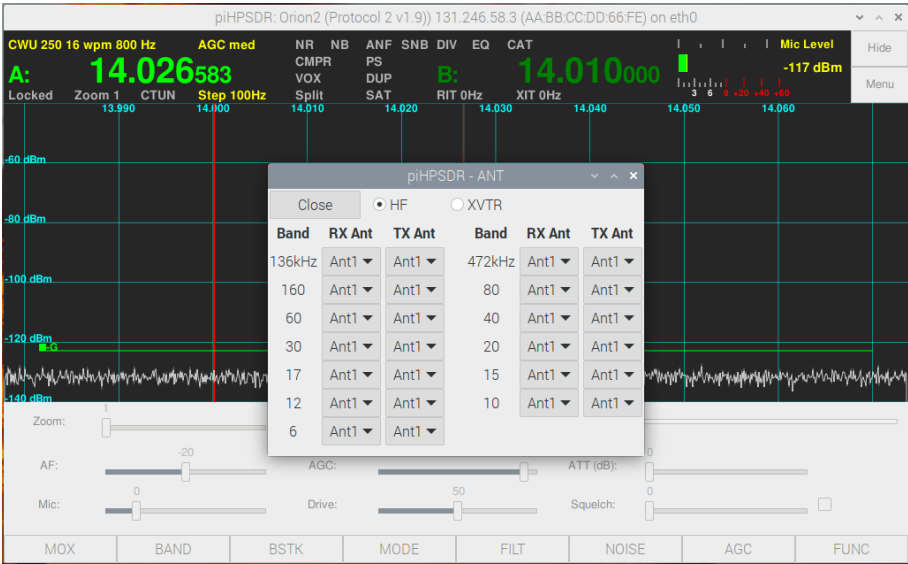 piHPSDR: Orion2 (Protocol 2 v1.9)) 131.246.58.3 (AA:BB:CC:DD:66:FE) on eth0
CWU 250 16 wpm 800 Hz AGC med NR NB ANF SNB DIV EQ CAT Mic Level Hide
CMPR PS
A: 14.026583 VOX DUP B: 14.010000 -117 dBm
Locked Zoom 1 CTUN Step 100Hz Split SAT RIT 0Hz XIT 0Hz 3 6 9 +20 +40 +60 Menu
13.990 14.000 14.010 14.020 14.030 14.040 14.050 14.060
-60 dBm
-80 dBm
-100 dBm
-120 dBm
-G
-140 dBm
piHPSDR - ANT
Close HF XVTR
Band RX Ant TX Ant Band RX Ant TX Ant
136kHz Ant1 Ant1 472kHz Ant1 Ant1
160 Ant1 Ant1 80 Ant1 Ant1
60 Ant1 Ant1 40 Ant1 Ant1
30 Ant1 Ant1 20 Ant1 Ant1
17 Ant1 Ant1 15 Ant1 Ant1
12 Ant1 Ant1 10 Ant1 Ant1
6 Ant1 Ant1
1
Zoom:
-20 0
AF: AGC: ATT (dB):
0 50 0
Mic: Drive: Squelch:
MOX BAND BSTK MODE FILT NOISE AGC FUNC